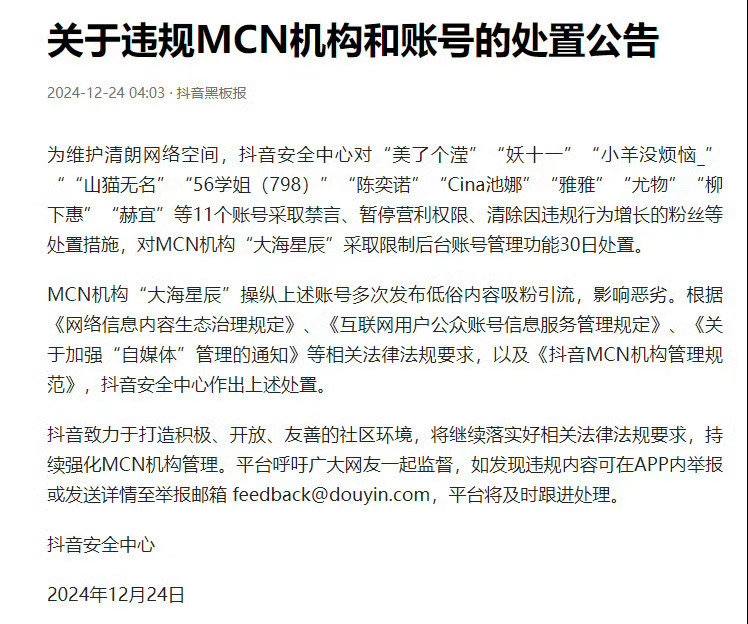 关于违规MCN机构和账号的处置公告
2024-12-24 04:03 · 抖音黑板报
为维护清朗网络空间，抖音安全中心对“美了个滢”“妖十一”“小羊没烦恼_”
““山猫无名”“56学姐（798）”“陈奕诺”“Cina池娜”“雅雅”“尤物”“柳
下惠”“赫宜”等11个账号采取禁言、暂停营利权限、清除因违规行为增长的粉丝等
处置措施，对MCN机构“大海星辰”采取限制后台账号管理功能30日处置。
MCN机构“大海星辰”操纵上述账号多次发布低俗内容吸粉引流，影响恶劣。根据
《网络信息内容生态治理规定》、《互联网用户公众账号信息服务管理规定》、《关
于加强“自媒体”管理的通知》等相关法律法规要求，以及《抖音MCN机构管理规
范》，抖音安全中心作出上述处置。
抖音致力于打造积极、开放、友善的社区环境，将继续落实好相关法律法规要求，持
续强化MCN机构管理。平台呼吁广大网友一起监督，如发现违规内容可在APP内举报
或发送详情至举报邮箱 feedback@douyin.com，平台将及时跟进处理。
抖音安全中心
2024年12月24日